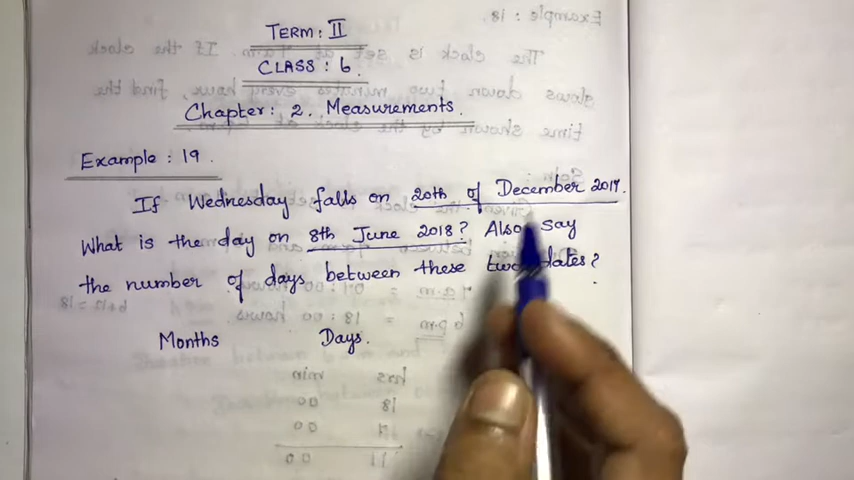 TERM: II
CLASS: 6.
Chapter: 2. Measurements.
Example: 19.
If Wednesday falls on 20th of December 2017.
What is the day on 8th June 2018? Also say
the number of days between these two dates?
Months Days.